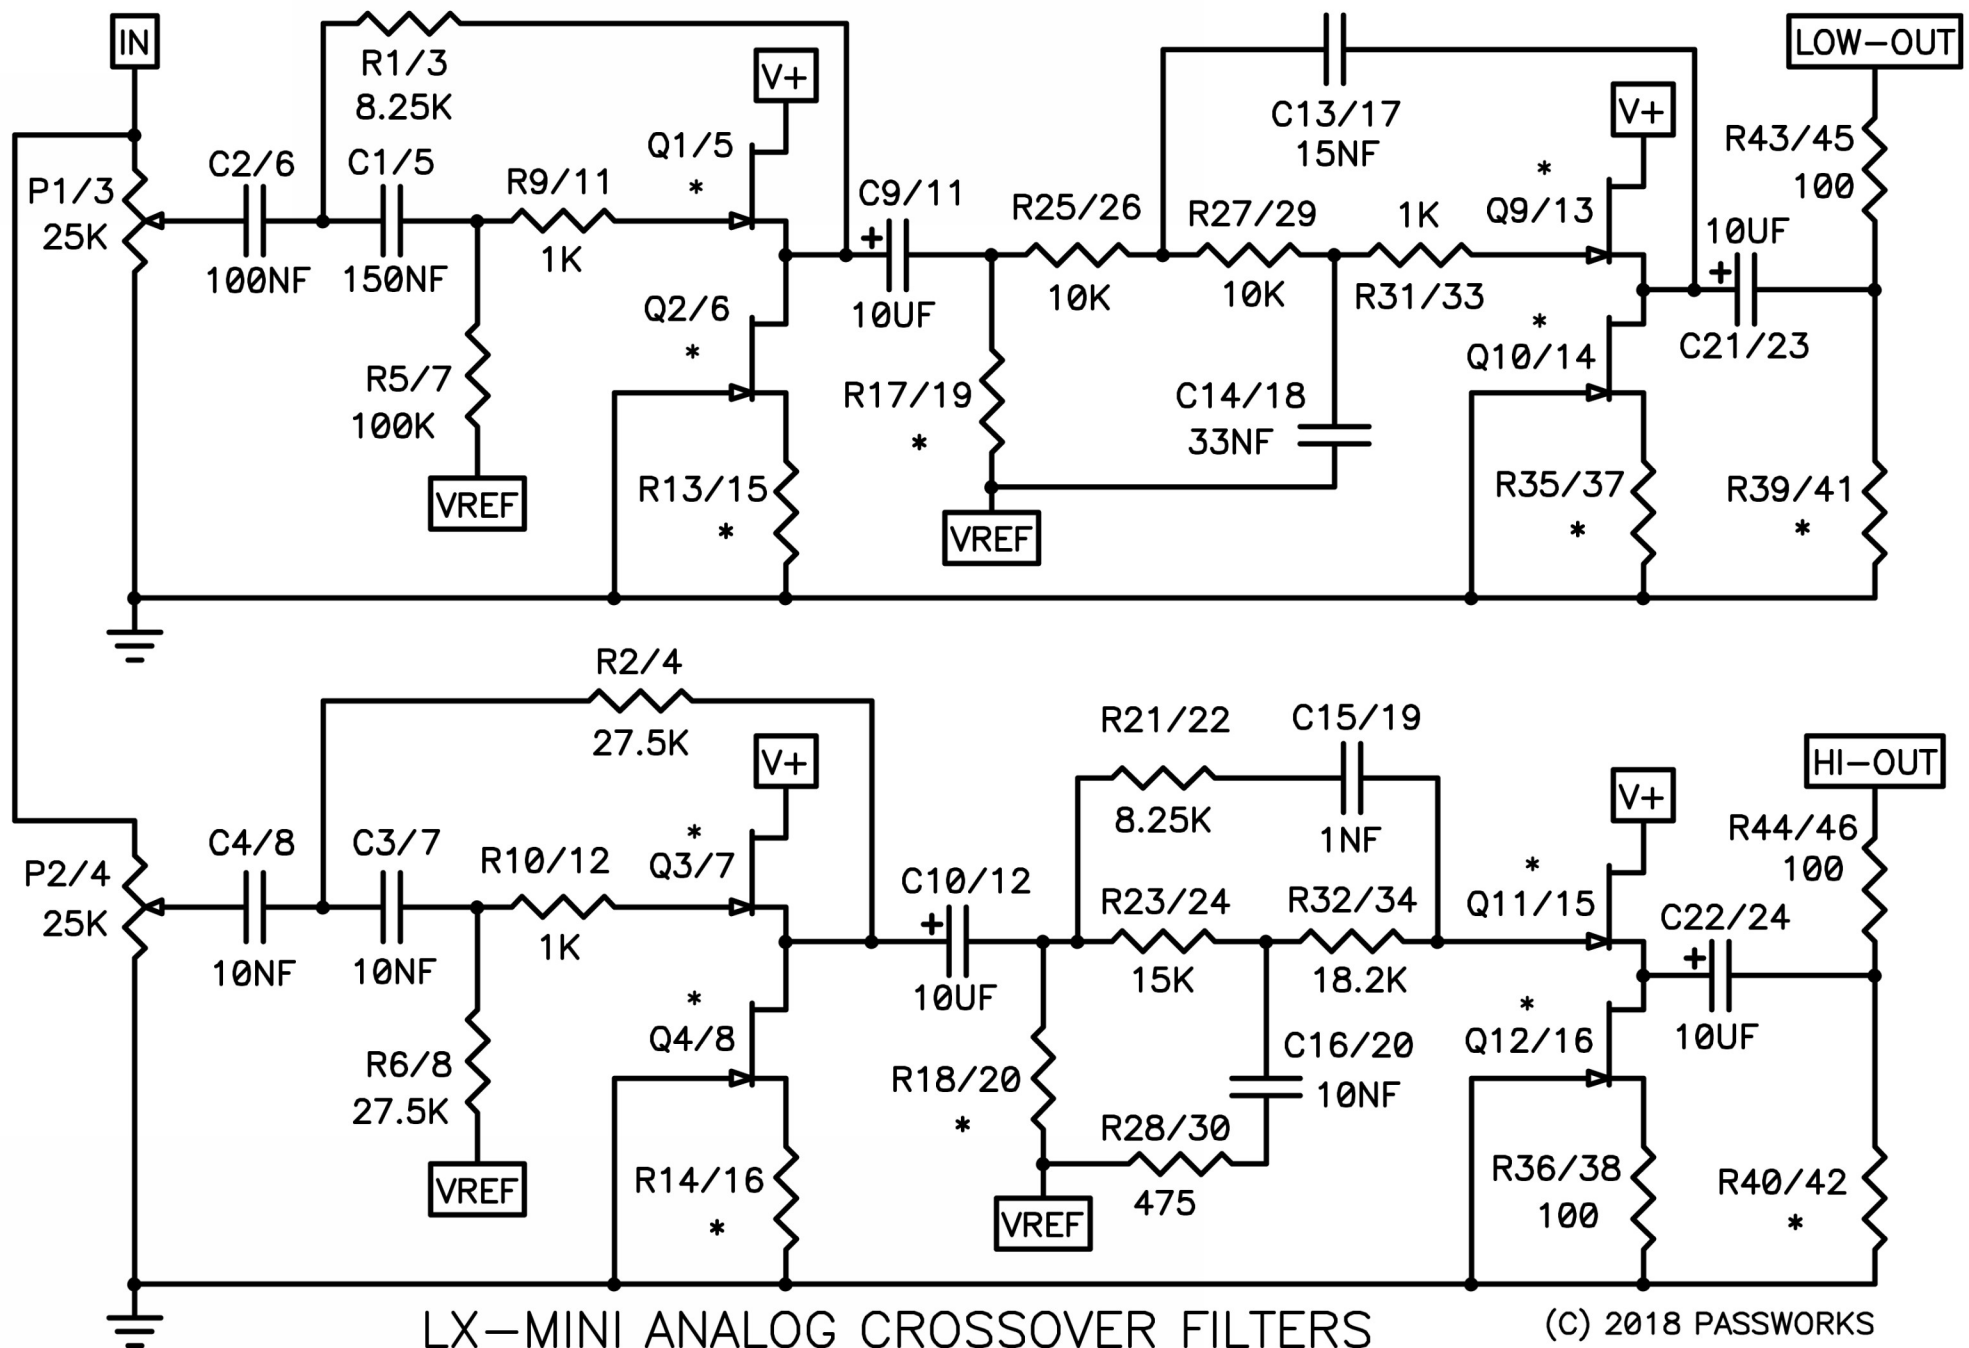 IN
R1/3
8.25K
V+
C13/17
15NF
V+
LOW-OUT
R43/45
100
P1/3
25K
C2/6
100NF
C1/5
150NF
R9/11
1K
Q1/5
*
C9/11
+
10UF
R25/26
10K
R27/29
10K
1K
R31/33
*
Q9/13
10UF
+
C21/23
Q2/6
*
R5/7
100K
VREF
R13/15
*
R17/19
*
VREF
C14/18
33NF
*
Q10/14
R35/37
*
R39/41
*
R2/4
27.5K
V+
R21/22
8.25K
C15/19
1NF
V+
HI-OUT
R44/46
100
P2/4
25K
C4/8
10NF
C3/7
10NF
R10/12
1K
*
Q3/7
C10/12
+
10UF
R23/24
15K
R32/34
18.2K
*
Q11/15
C22/24
+
10UF
*
Q4/8
R6/8
27.5K
VREF
R14/16
*
R18/20
*
VREF
C16/20
10NF
R28/30
475
*
Q12/16
R36/38
100
R40/42
*
LX-MINI ANALOG CROSSOVER FILTERS
(C) 2018 PASSWORKS